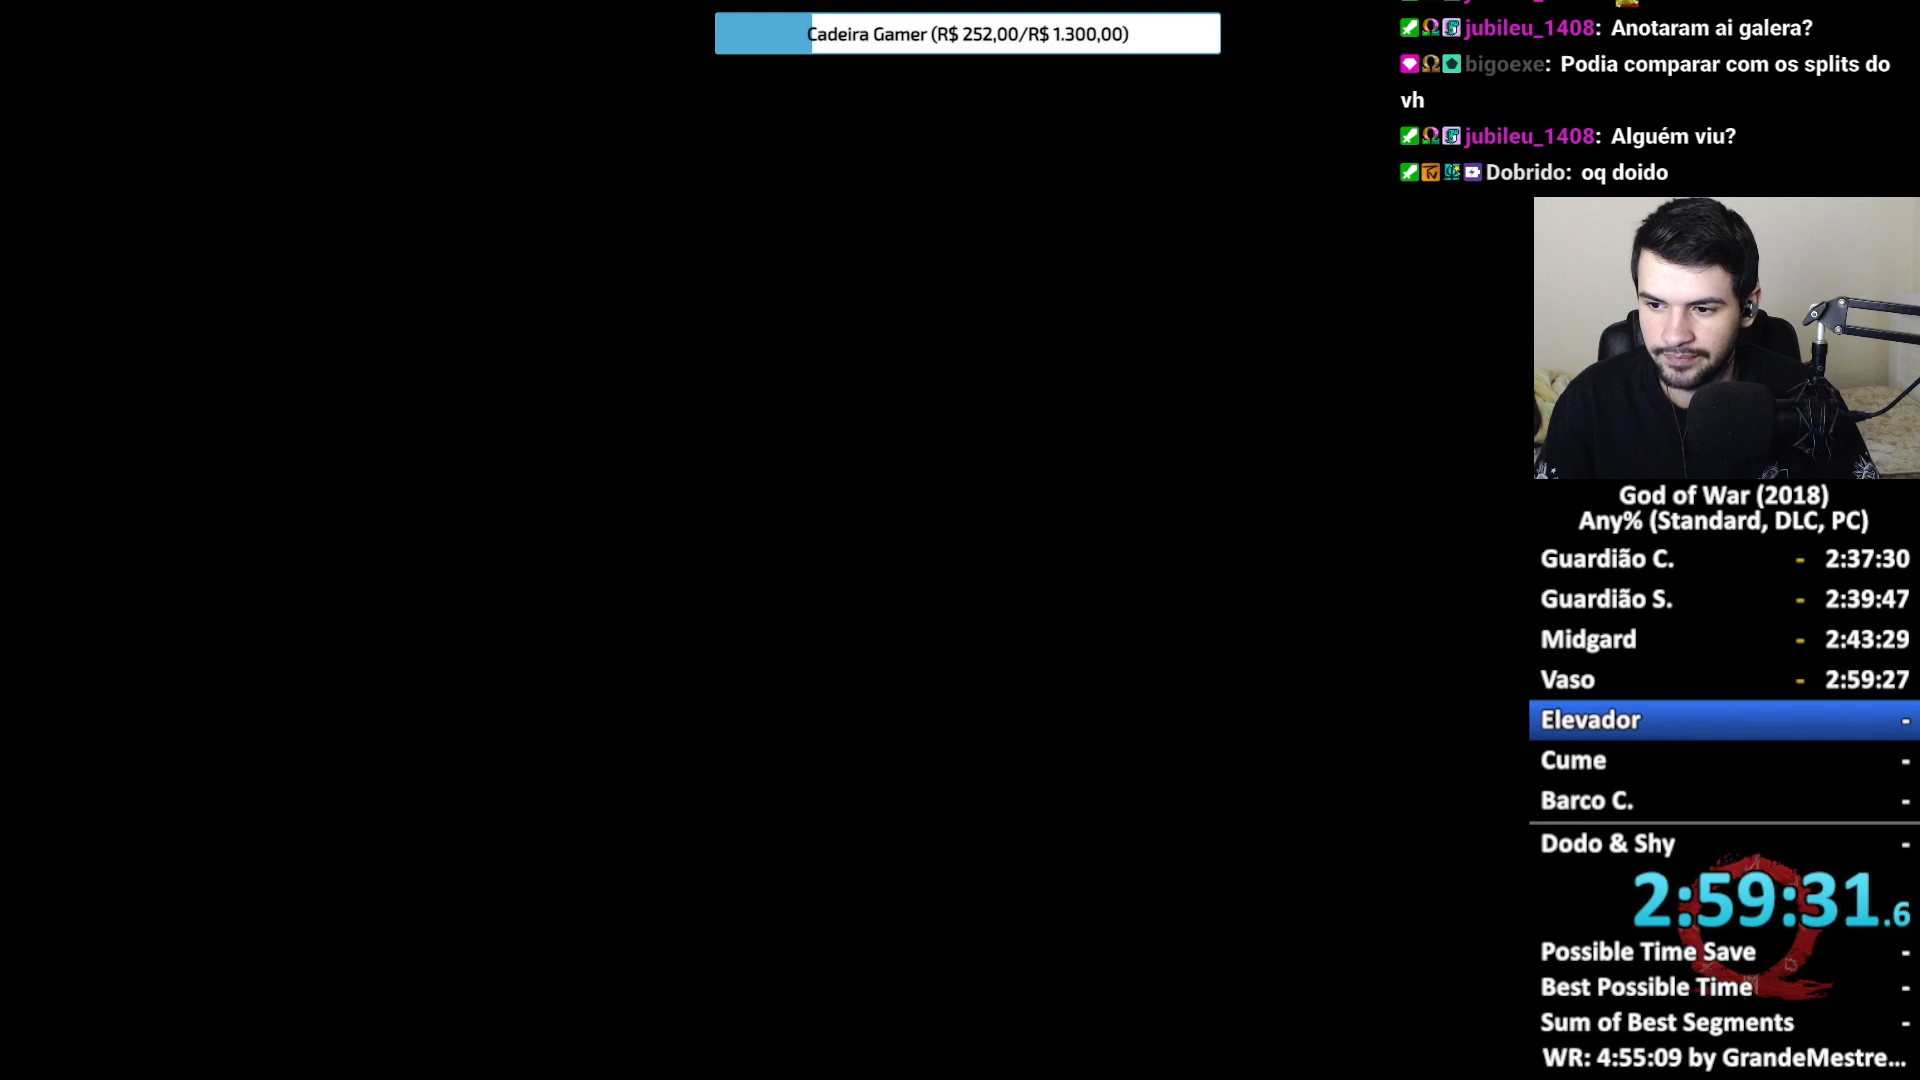 Cadeira Gamer (R$ 252,00/R$ 1.300,00)
jubileu_1408: Anotaram ai galera?
bigoexe: Podia comparar com os splits do
vh
jubileu_1408: Alguém viu?
Dobrido: oq doido
God of War (2018)
Any% (Standard, DLC, PC)
Guardião C. - 2:37:30
Guardião S. - 2:39:47
Midgard - 2:43:29
Vaso - 2:59:27
Elevador -
Cume -
Barco C. -
Dodo & Shy -
2:59:31.6
Possible Time Save -
Best Possible Time -
Sum of Best Segments -
WR: 4:55:09 by GrandeMestre...